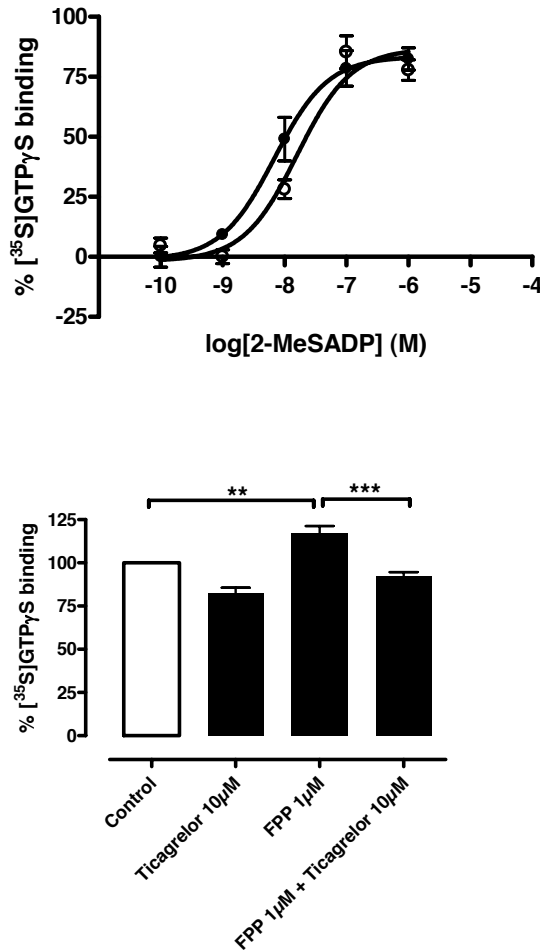 100
75
50
25
0
-25
% [³⁵S]GTPγS binding
-10 -9 -8 -7 -6 -5 -4
log[2-MeSADP] (M)
** ***
125
100
75
50
25
0
% [³⁵S]GTPγS binding
Control
Ticagrelor 10µM
FPP 1µM
FPP 1µM + Ticagrelor 10µM